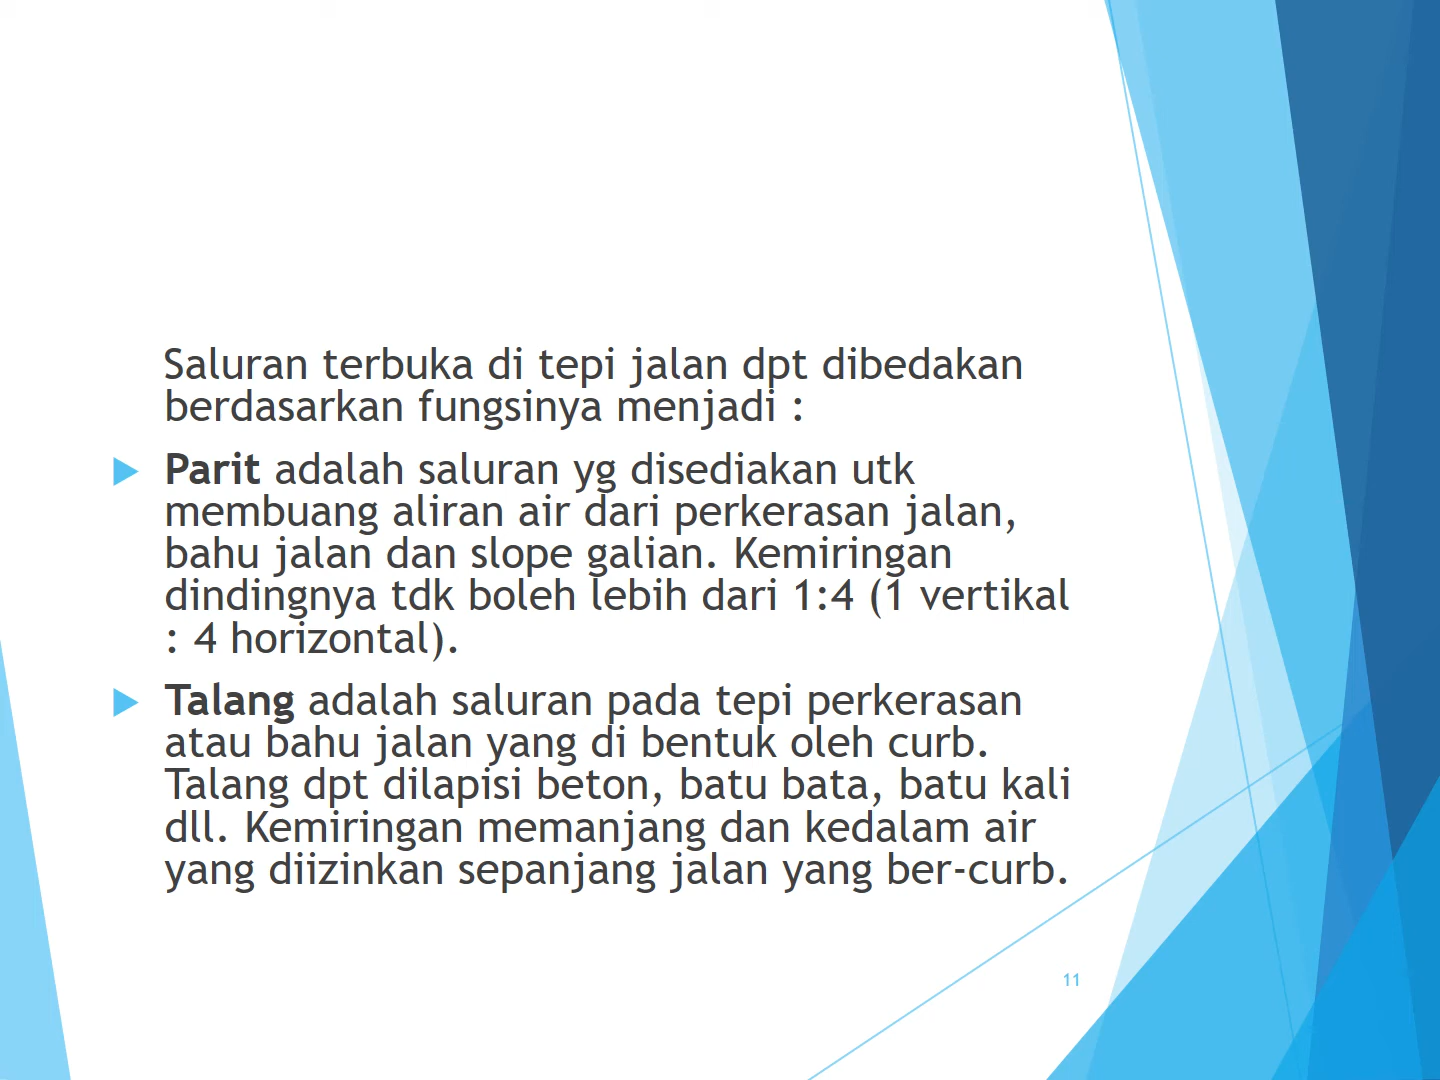 Saluran terbuka di tepi jalan dpt dibedakan
berdasarkan fungsinya menjadi :
Parit adalah saluran yg disediakan utk
membuang aliran air dari perkerasan jalan,
bahu jalan dan slope galian. Kemiringan
dindingnya tdk boleh lebih dari 1:4 (1 vertikal
: 4 horizontal).
Talang adalah saluran pada tepi perkerasan
atau bahu jalan yang di bentuk oleh curb.
Talang dpt dilapisi beton, batu bata, batu kali
dll. Kemiringan memanjang dan kedalam air
yang diizinkan sepanjang jalan yang ber-curb.
11